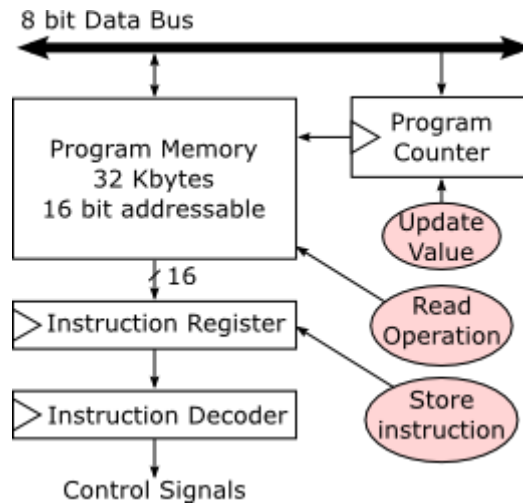 8 bit Data Bus
Program Memory
32 Kbytes
16 bit addressable
Program
Counter
Update
Value
16
Instruction Register
Read
Operation
Instruction Decoder
Store
instruction
Control Signals